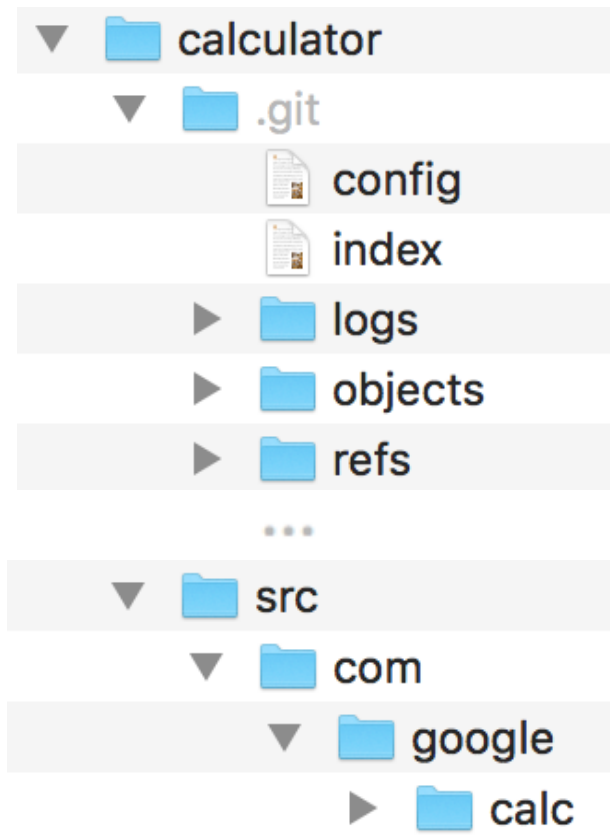 calculator
.git
config
index
logs
objects
refs
...
src
com
google
calc